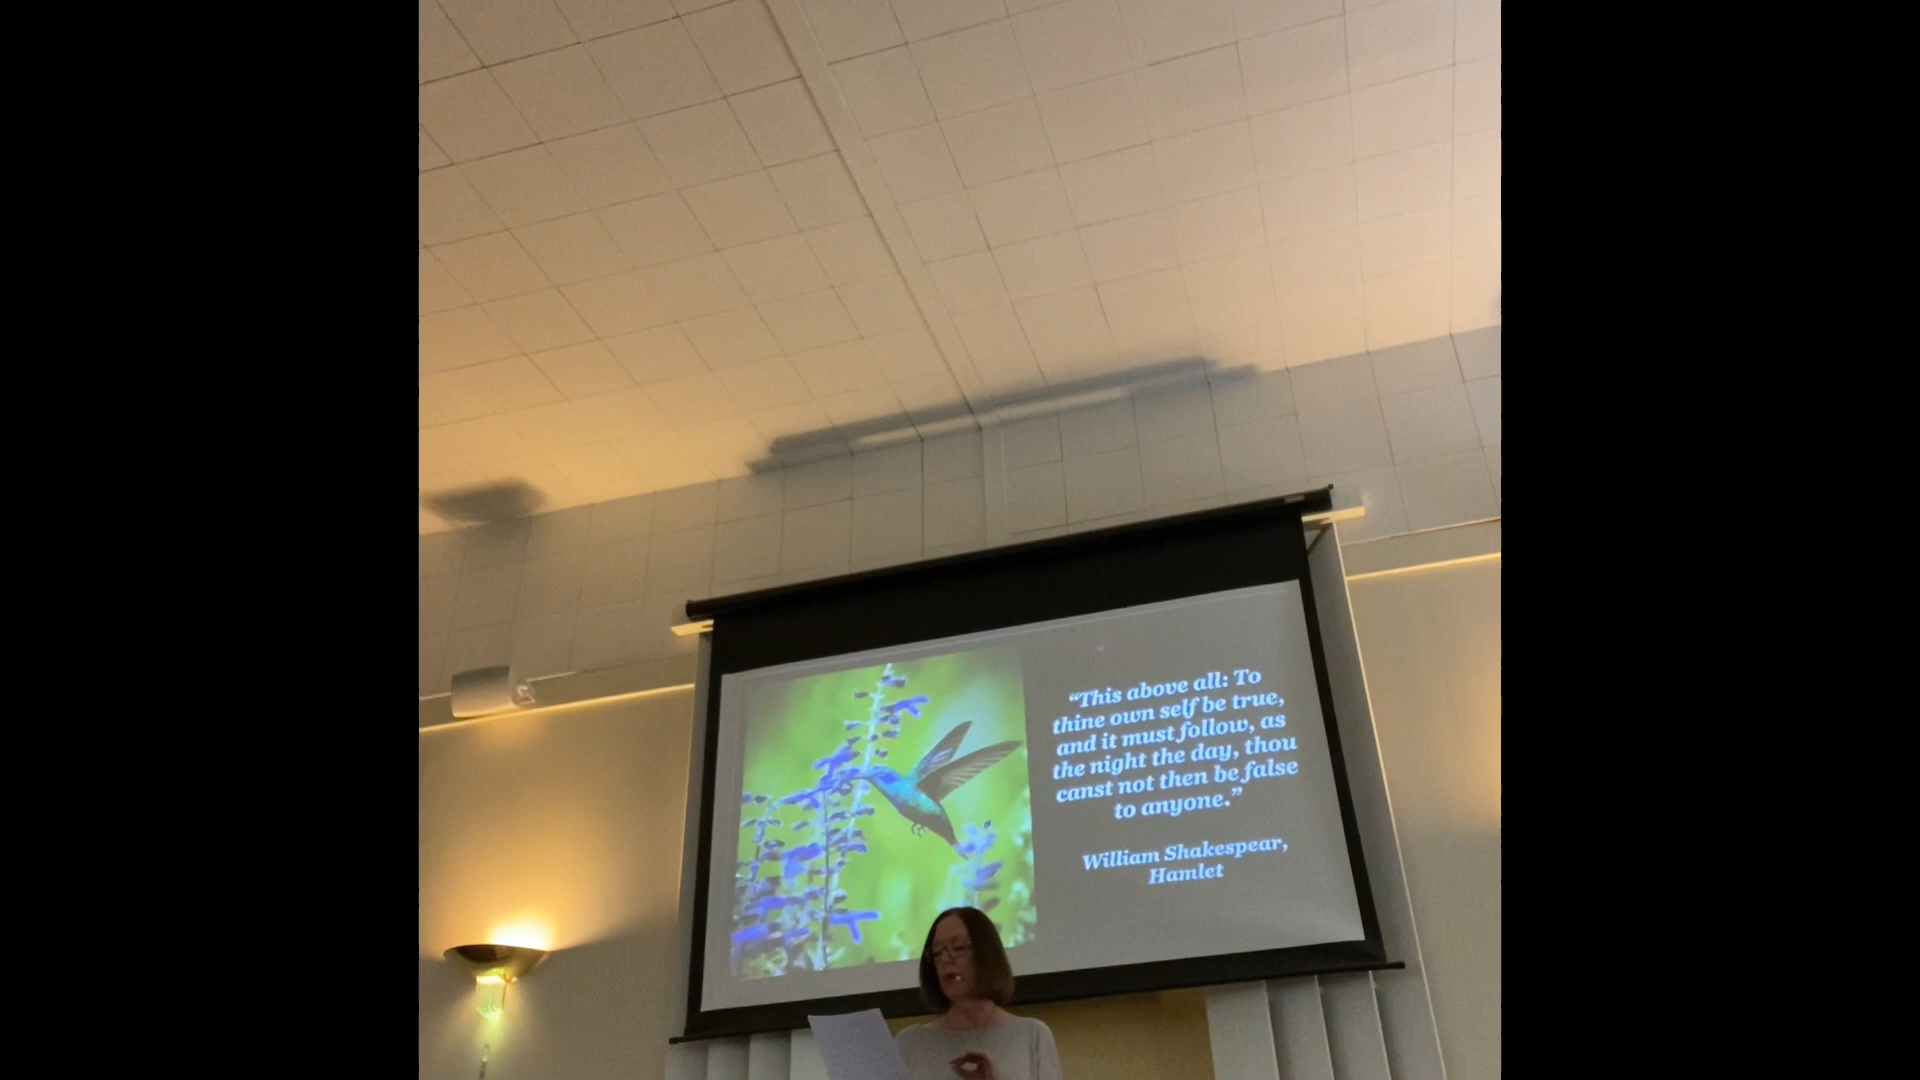 “This above all: To
thine own self be true,
and it must follow, as
the night the day, thou
canst not then be false
to anyone.”
William Shakespear,
Hamlet